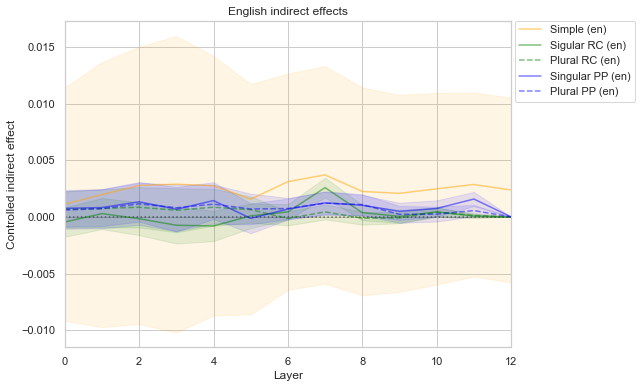 English indirect effects
Controlled indirect effect
0.015
0.010
0.005
0.000
−0.005
−0.010
0 2 4 6 8 10 12
Layer
Simple (en)
Sigular RC (en)
Plural RC (en)
Singular PP (en)
Plural PP (en)